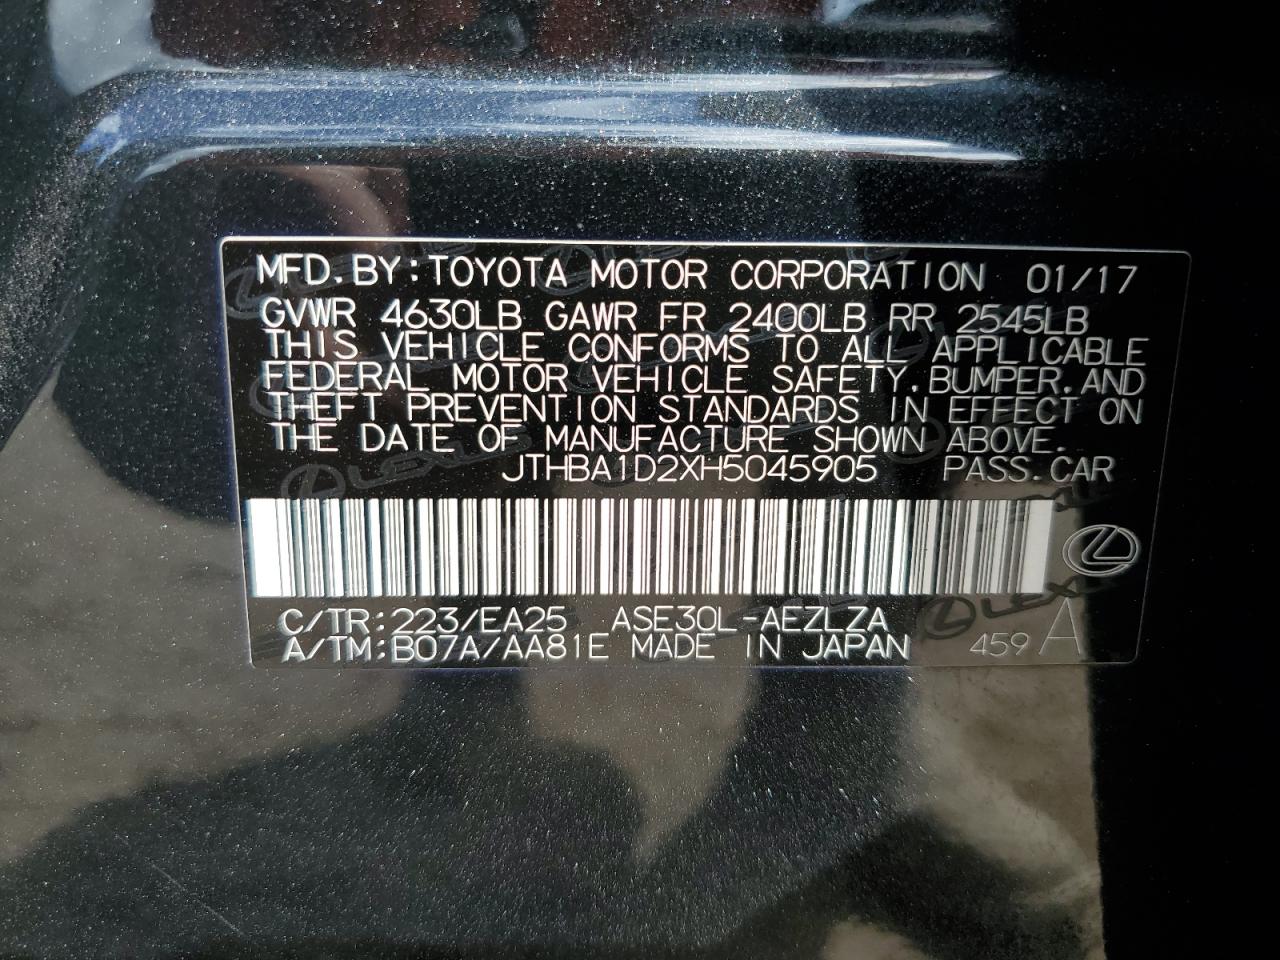 MFD.BY:TOYOTA MOTOR CORPORATION 01/17
GVWR 4630LB GAWR FR 2400LB RR 2545LB
THIS VEHICLE CONFORMS TO ALL APPLICABLE
FEDERAL MOTOR VEHICLE SAFETY,BUMPER,AND
THEFT PREVENTION STANDARDS IN EFFECT ON
THE DATE OF MANUFACTURE SHOWN ABOVE.
JTHBA1D2XH5045905 PASS.CAR
C/TR:223/EA25 ASE30L-AEZLZA
A/TM:B07A/AA81E MADE IN JAPAN 459 A